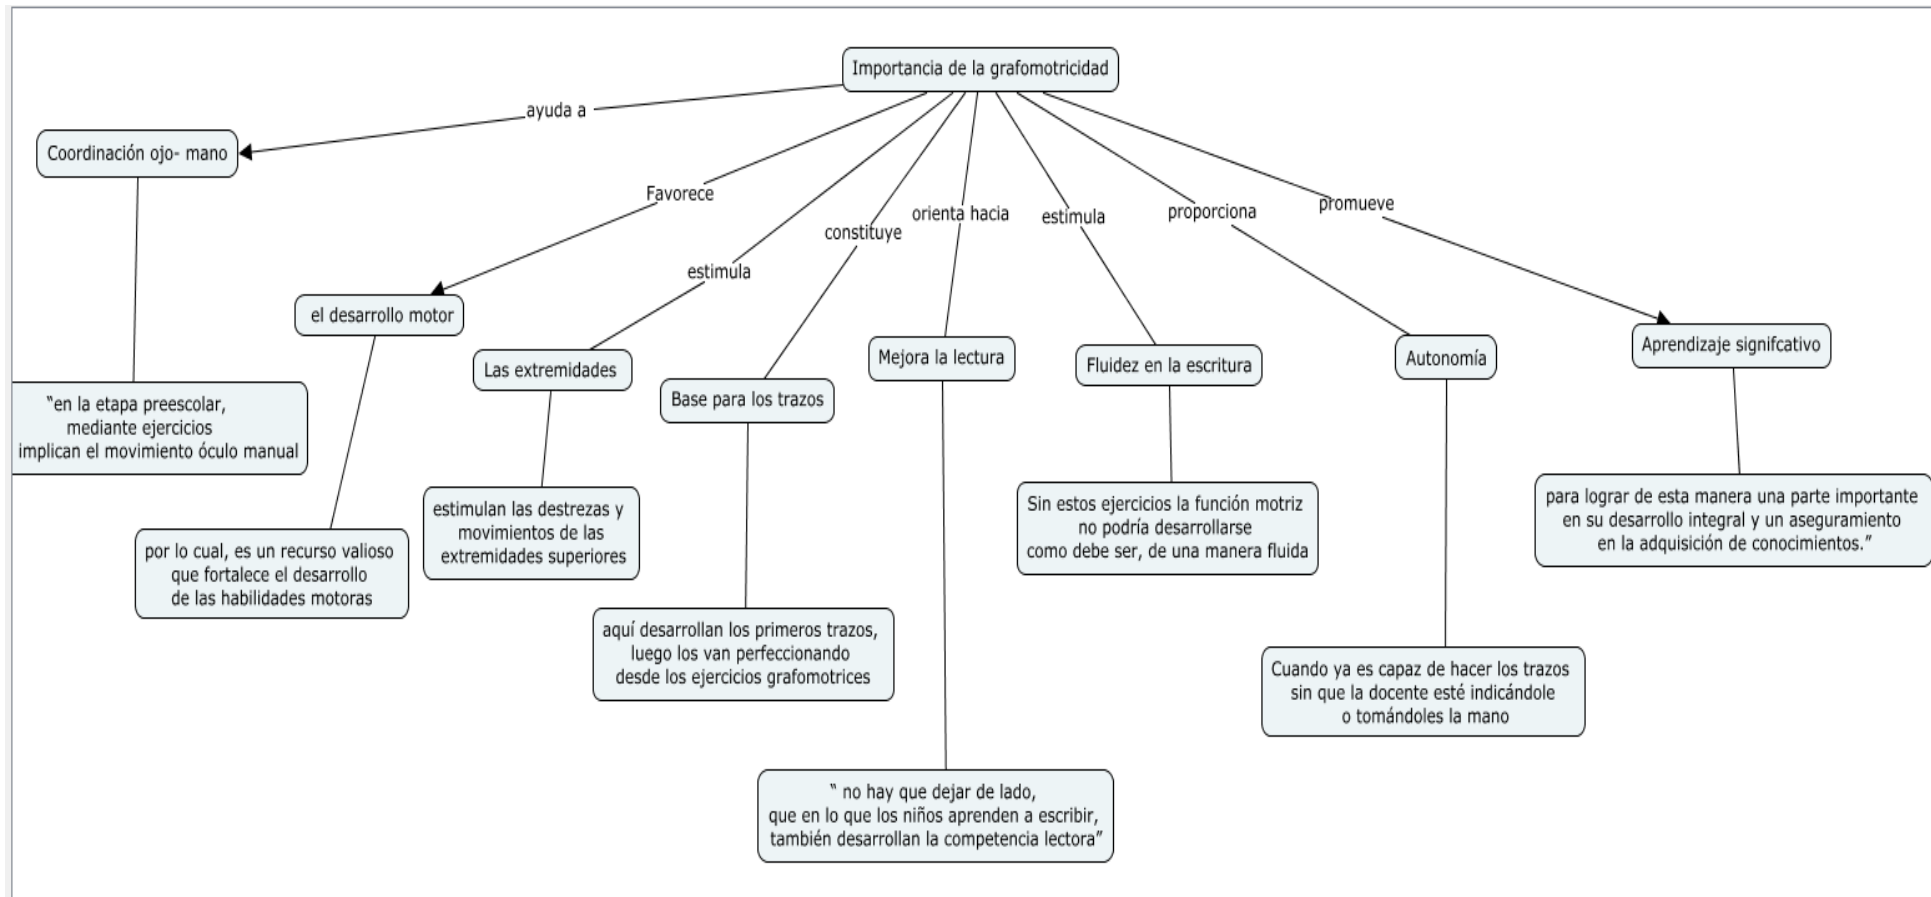 Importancia de la grafomotricidad
ayuda a
Coordinación ojo- mano
Favorece
estimula
constituye
orienta hacia
estimula
proporciona
promueve
el desarrollo motor
Las extremidades
Base para los trazos
Mejora la lectura
Fluidez en la escritura
Autonomía
Aprendizaje signifcativo
“en la etapa preescolar,
mediante ejercicios
implican el movimiento óculo manual
por lo cual, es un recurso valioso
que fortalece el desarrollo
de las habilidades motoras
estimulan las destrezas y
movimientos de las
extremidades superiores
aquí desarrollan los primeros trazos,
luego los van perfeccionando
desde los ejercicios grafomotrices
“ no hay que dejar de lado,
que en lo que los niños aprenden a escribir,
también desarrollan la competencia lectora”
Sin estos ejercicios la función motriz
no podría desarrollarse
como debe ser, de una manera fluida
Cuando ya es capaz de hacer los trazos
sin que la docente esté indicándole
o tomándoles la mano
para lograr de esta manera una parte importante
en su desarrollo integral y un aseguramiento
en la adquisición de conocimientos.”